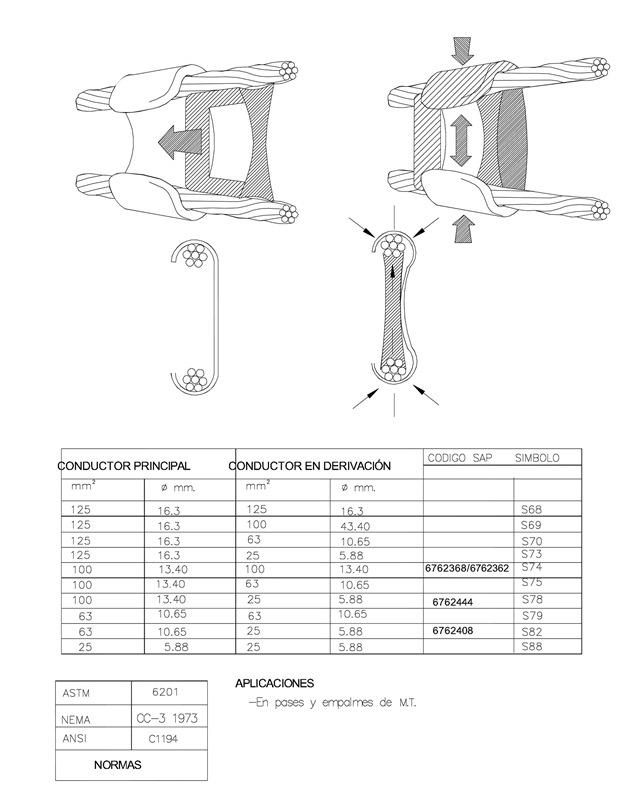 CONDUCTOR PRINCIPAL CONDUCTOR EN DERIVACIÓN CODIGO SAP SIMBOLO
mm² ø mm. mm² ø mm.
125 16.3 125 16.3 S68
125 16.3 100 43.40 S69
125 16.3 63 10.65 S70
125 16.3 25 5.88 S73
100 13.40 100 13.40 6762368/6762362 S74
100 13.40 63 10.65 S75
100 13.40 25 5.88 6762444 S78
63 10.65 63 10.65 S79
63 10.65 25 5.88 6762408 S82
25 5.88 25 5.88 S88
ASTM 6201
NEMA CC-3 1973
ANSI C1194
NORMAS
APLICACIONES
-En pases y empalmes de M.T.